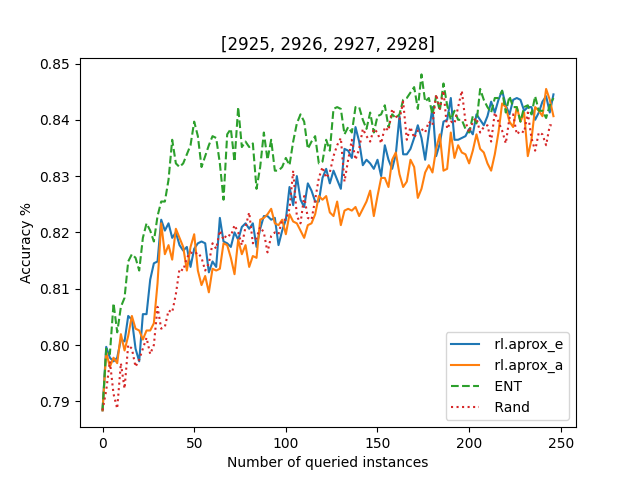 [2925, 2926, 2927, 2928]
Accuracy %
0.85
0.84
0.83
0.82
0.81
0.80
0.79
0
50
100
150
200
250
Number of queried instances
rl.aprox_e
rl.aprox_a
ENT
Rand